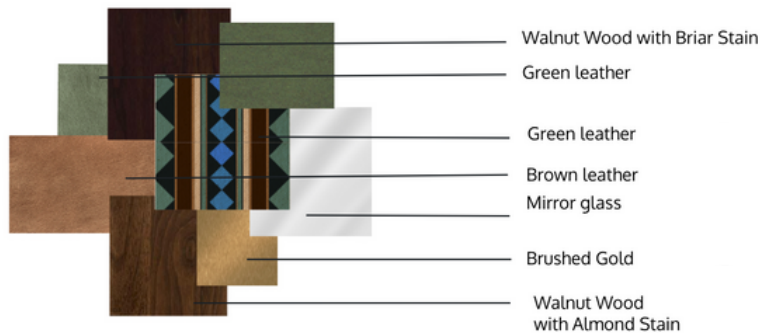 Walnut Wood with Briar Stain
Green leather
Green leather
Brown leather
Mirror glass
Brushed Gold
Walnut Wood
with Almond Stain